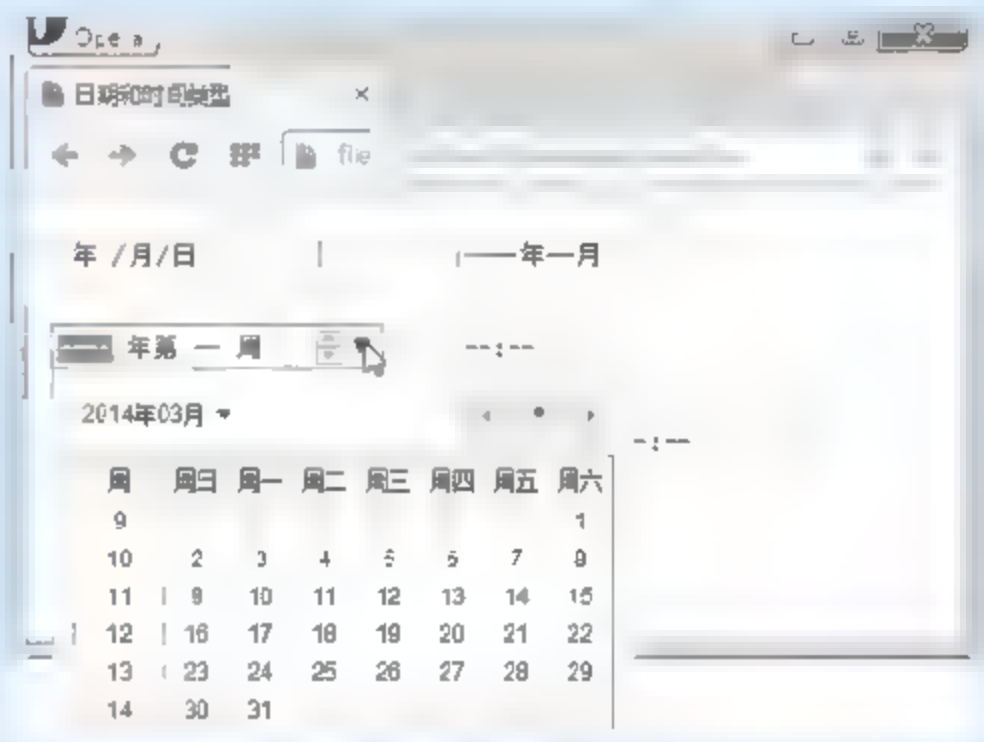 Opera
日期和时间类型
file
年 /月/日
----年--月
年第 -- 周
--:--
2014年03月
--:--
周 周日 周一 周二 周三 周四 周五 周六
9 1
10 2 3 4 5 6 7 8
11 9 10 11 12 13 14 15
12 16 17 18 19 20 21 22
13 23 24 25 26 27 28 29
14 30 31